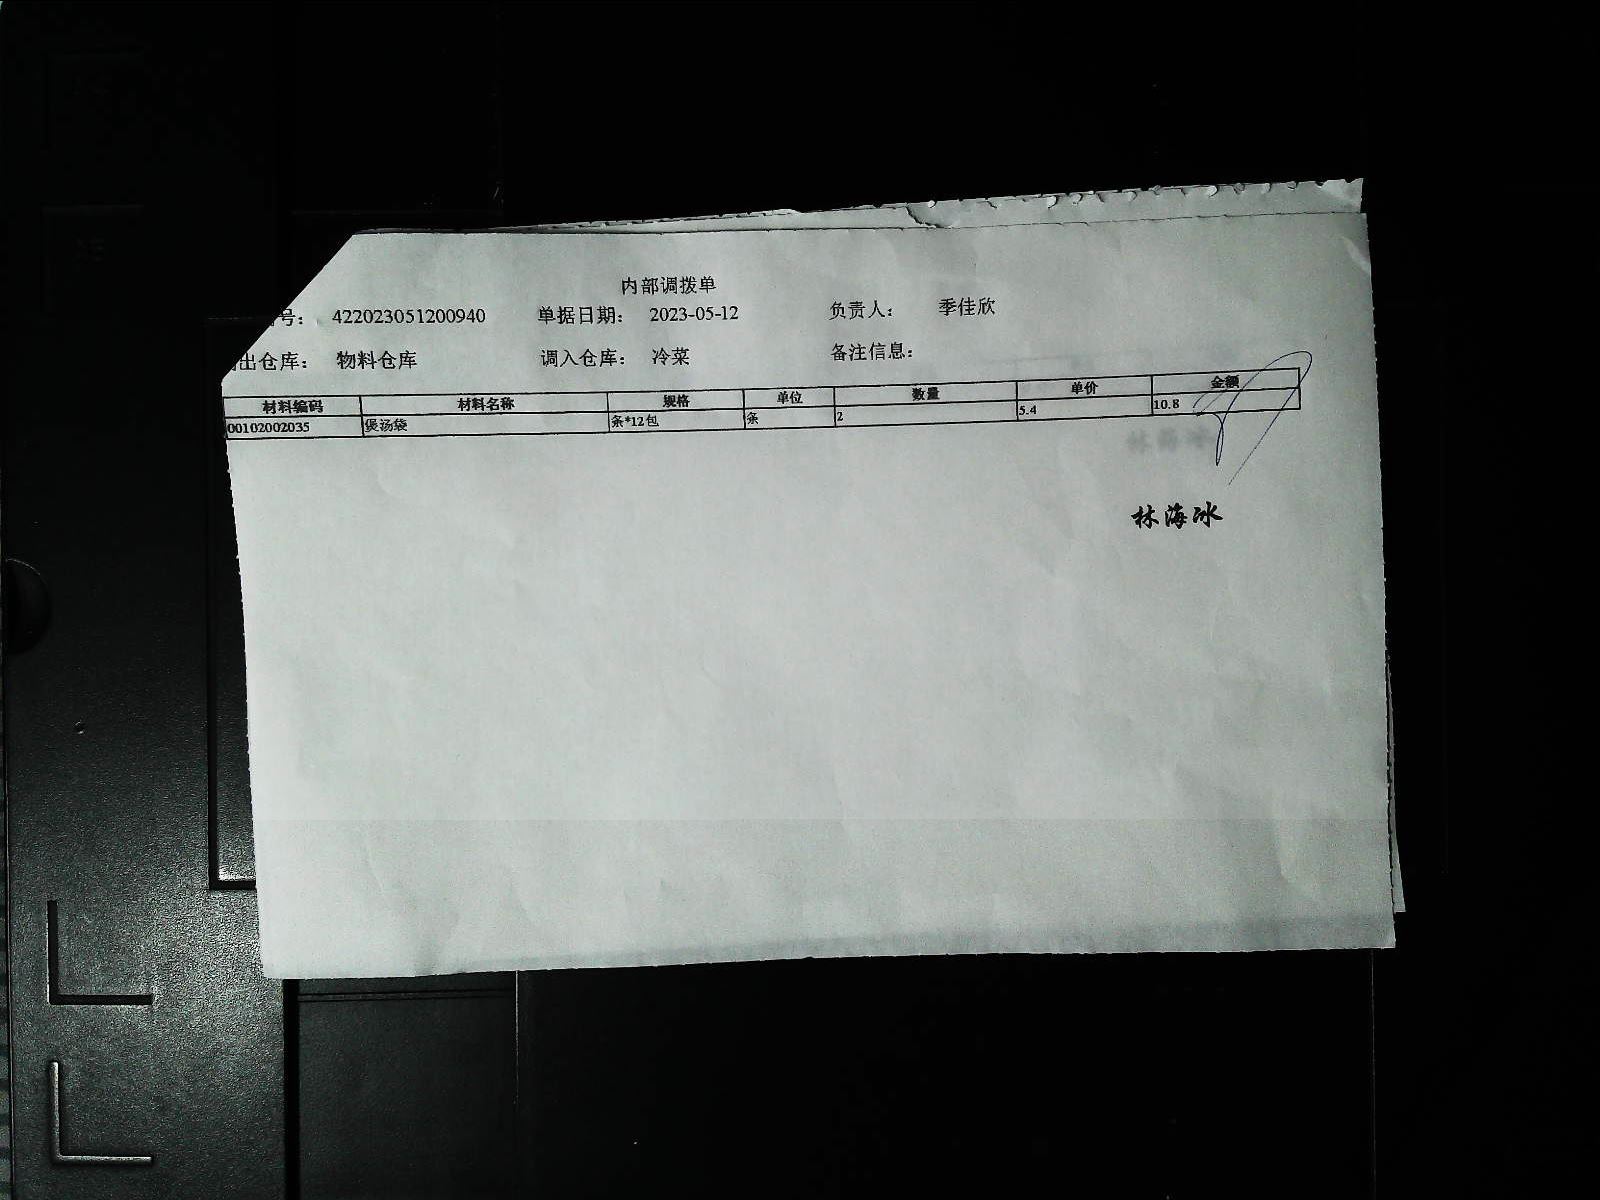 内部调拨单
号： 422023051200940 单据日期： 2023-05-12 负责人： 季佳欣
出仓库： 物料仓库 调入仓库： 冷菜 备注信息：
材料编码 材料名称 规格 单位 数量 单价 金额
00102002035 煲汤袋 条*12包 条 2 5.4 10.8
林海冰